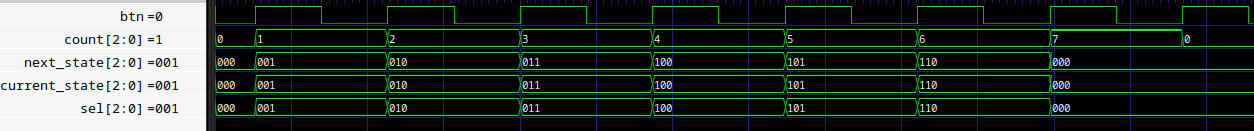 btn =0
count[2:0] =1 0 1 2 3 4 5 6 7 0
next_state[2:0] =001 000 001 010 011 100 101 110 000
current_state[2:0] =001 000 001 010 011 100 101 110 000
sel[2:0] =001 000 001 010 011 100 101 110 000